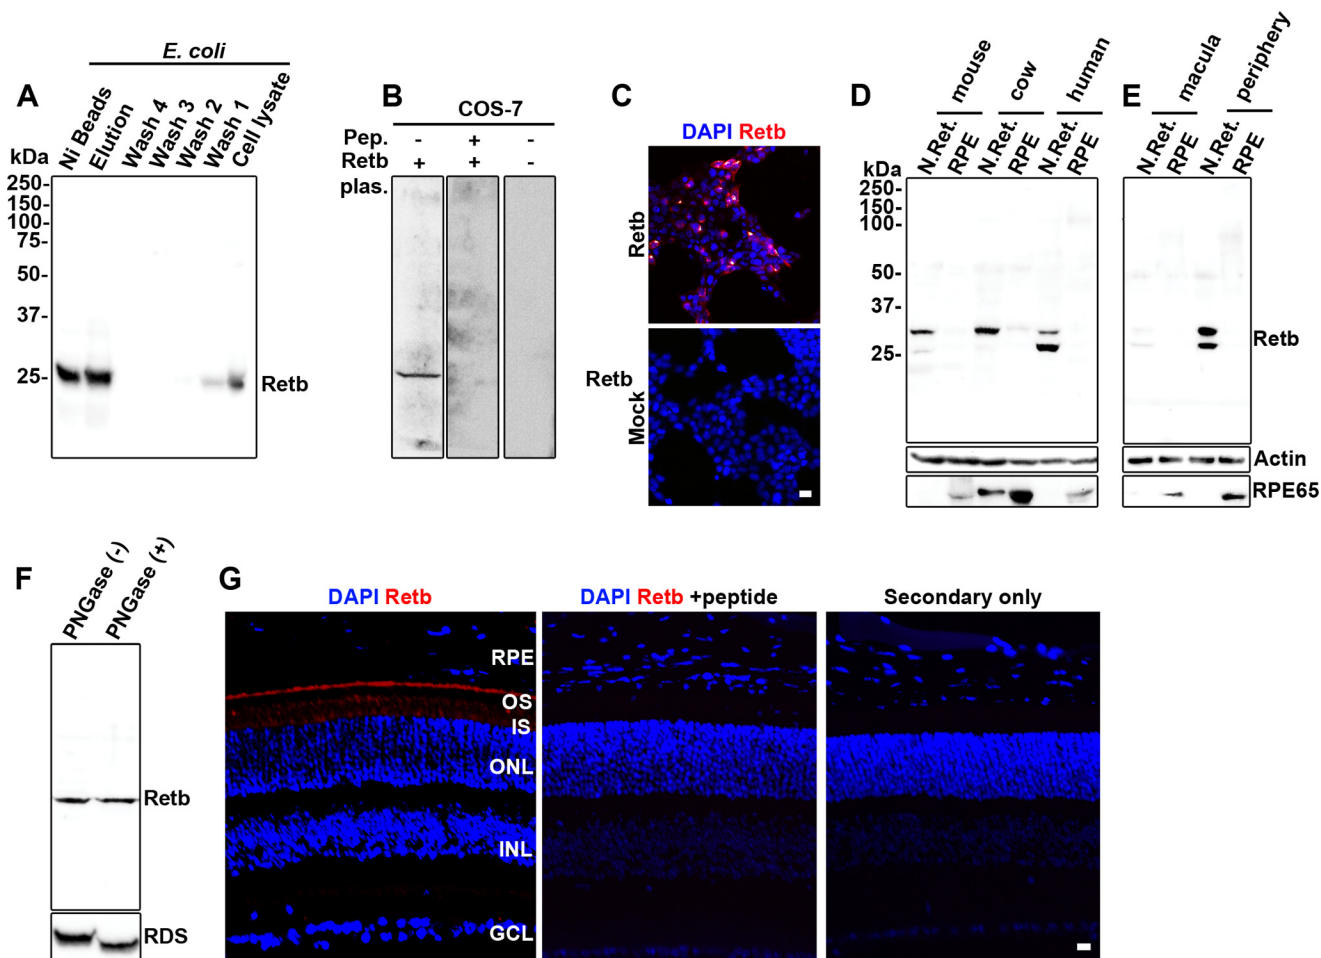 A
E. coli
Ni Beads
Elution
Wash 4
Wash 3
Wash 2
Wash 1
Cell lysate
kDa
250-
150-
100-
75-
50-
37-
25-
Retb
B
COS-7
Pep. - + -
Retb + + -
plas.
Retb
C
DAPI Retb
Retb
Mock
D
mouse
cow
human
N.Ret.
RPE
N.Ret.
RPE
N.Ret.
RPE
kDa
250-
150-
100-
50-
37-
25-
E
macula
periphery
N.Ret.
RPE
N.Ret.
RPE
Retb
Actin
RPE65
F
PNGase (-)
PNGase (+)
Retb
RDS
G
DAPI Retb
DAPI Retb +peptide
Secondary only
RPE
OS
IS
ONL
INL
GCL